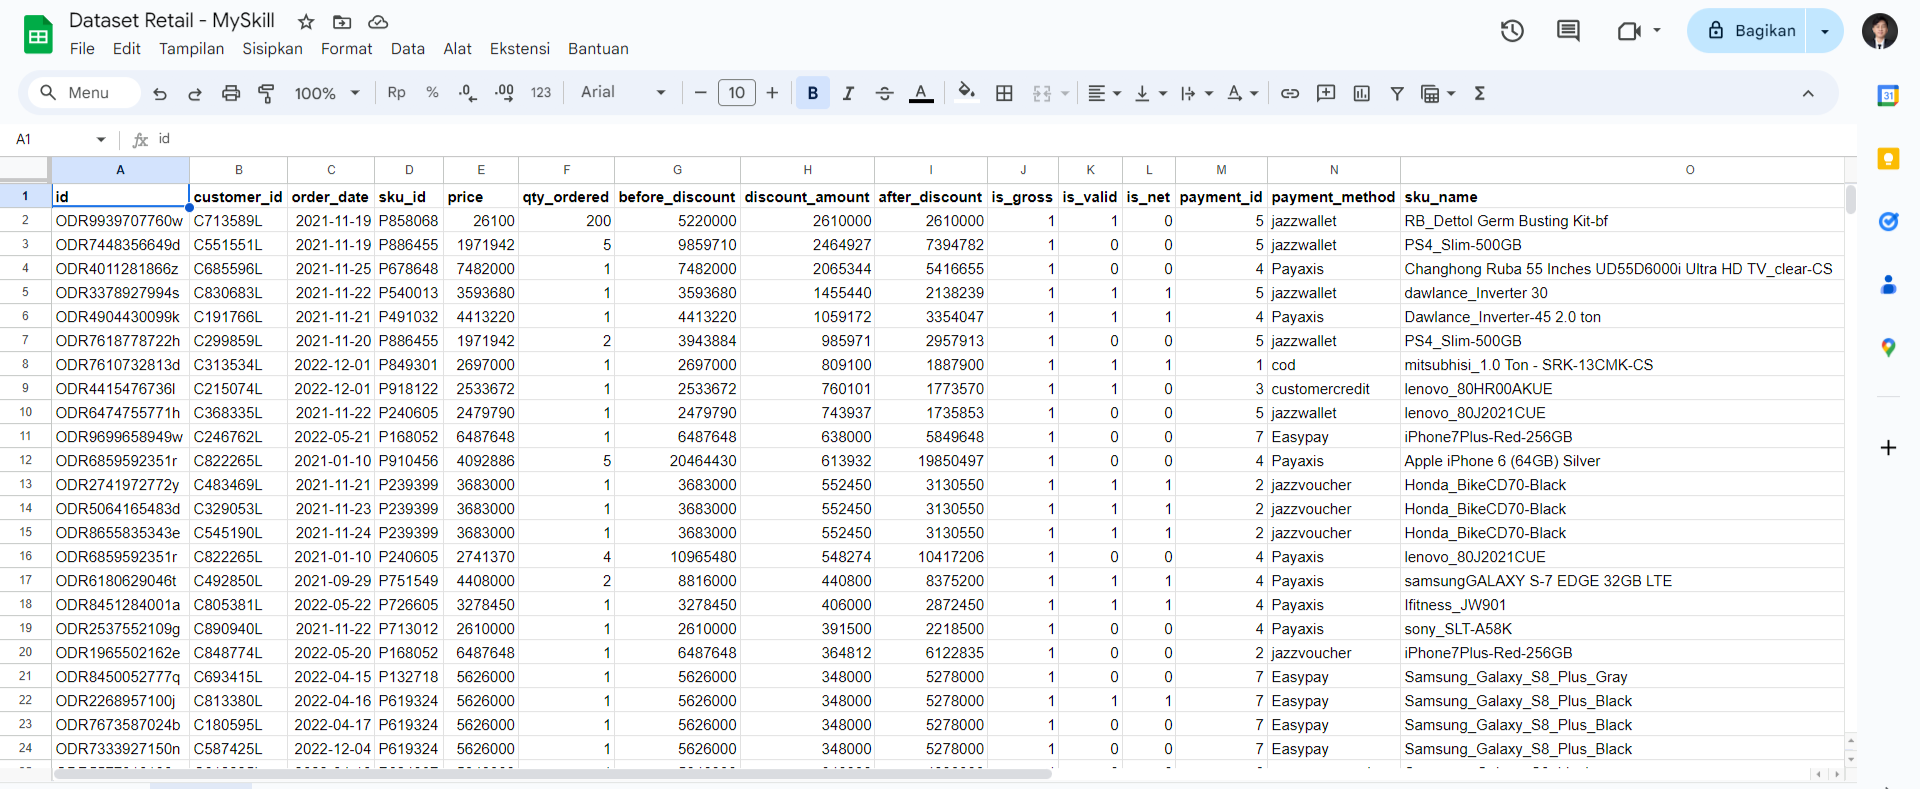 Dataset Retail - MySkill
File Edit Tampilan Sisipkan Format Data Alat Ekstensi Bantuan
Bagikan
Menu 100% Rp % .0 .00 123 Arial 10 B I A Σ
31
A1 fx id
A B C D E F G H I J K L M N O
1 id customer_id order_date sku_id price qty_ordered before_discount discount_amount after_discount is_gross is_valid is_net payment_id payment_method sku_name
2 ODR9939707760w C713589L 2021-11-19 P858068 26100 200 5220000 2610000 2610000 1 1 0 5 jazzwallet RB_Dettol Germ Busting Kit-bf
3 ODR7448356649d C551551L 2021-11-19 P886455 1971942 5 9859710 2464927 7394782 1 0 0 5 jazzwallet PS4_Slim-500GB
4 ODR4011281866z C685596L 2021-11-25 P678648 7482000 1 7482000 2065344 5416655 1 0 0 4 Payaxis Changhong Ruba 55 Inches UD55D6000i Ultra HD TV_clear-CS
5 ODR3378927994s C830683L 2021-11-22 P540013 3593680 1 3593680 1455440 2138239 1 1 1 5 jazzwallet dawlance_Inverter 30
6 ODR4904430099k C191766L 2021-11-21 P491032 4413220 1 4413220 1059172 3354047 1 1 1 4 Payaxis Dawlance_Inverter-45 2.0 ton
7 ODR7618778722h C299859L 2021-11-20 P886455 1971942 2 3943884 985971 2957913 1 0 0 5 jazzwallet PS4_Slim-500GB
8 ODR7610732813d C313534L 2022-12-01 P849301 2697000 1 2697000 809100 1887900 1 1 1 1 cod mitsubhisi_1.0 Ton - SRK-13CMK-CS
9 ODR4415476736l C215074L 2022-12-01 P918122 2533672 1 2533672 760101 1773570 1 1 0 3 customercredit lenovo_80HR00AKUE
10 ODR6474755771h C368335L 2021-11-22 P240605 2479790 1 2479790 743937 1735853 1 0 0 5 jazzwallet lenovo_80J2021CUE
11 ODR9699658949w C246762L 2022-05-21 P168052 6487648 1 6487648 638000 5849648 1 0 0 7 Easypay iPhone7Plus-Red-256GB
12 ODR6859592351r C822265L 2021-01-10 P910456 4092886 5 20464430 613932 19850497 1 0 0 4 Payaxis Apple iPhone 6 (64GB) Silver
13 ODR2741972772y C483469L 2021-11-21 P239399 3683000 1 3683000 552450 3130550 1 1 1 2 jazzvoucher Honda_BikeCD70-Black
14 ODR5064165483d C329053L 2021-11-23 P239399 3683000 1 3683000 552450 3130550 1 1 1 2 jazzvoucher Honda_BikeCD70-Black
15 ODR8655835343e C545190L 2021-11-24 P239399 3683000 1 3683000 552450 3130550 1 1 1 2 jazzvoucher Honda_BikeCD70-Black
16 ODR6859592351r C822265L 2021-01-10 P240605 2741370 4 10965480 548274 10417206 1 0 0 4 Payaxis lenovo_80J2021CUE
17 ODR6180629046t C492850L 2021-09-29 P751549 4408000 2 8816000 440800 8375200 1 1 1 4 Payaxis samsungGALAXY S-7 EDGE 32GB LTE
18 ODR8451284001a C805381L 2022-05-22 P726605 3278450 1 3278450 406000 2872450 1 1 1 4 Payaxis Ifitness_JW901
19 ODR2537552109g C890940L 2021-11-22 P713012 2610000 1 2610000 391500 2218500 1 0 0 4 Payaxis sony_SLT-A58K
20 ODR1965502162e C848774L 2022-05-20 P168052 6487648 1 6487648 364812 6122835 1 0 0 2 jazzvoucher iPhone7Plus-Red-256GB
21 ODR8450052777q C693415L 2022-04-15 P132718 5626000 1 5626000 348000 5278000 1 0 0 7 Easypay Samsung_Galaxy_S8_Plus_Gray
22 ODR2268957100j C813380L 2022-04-16 P619324 5626000 1 5626000 348000 5278000 1 1 1 7 Easypay Samsung_Galaxy_S8_Plus_Black
23 ODR7673587024b C180595L 2022-04-17 P619324 5626000 1 5626000 348000 5278000 1 0 0 7 Easypay Samsung_Galaxy_S8_Plus_Black
24 ODR7333927150n C587425L 2022-12-04 P619324 5626000 1 5626000 348000 5278000 1 0 0 7 Easypay Samsung_Galaxy_S8_Plus_Black